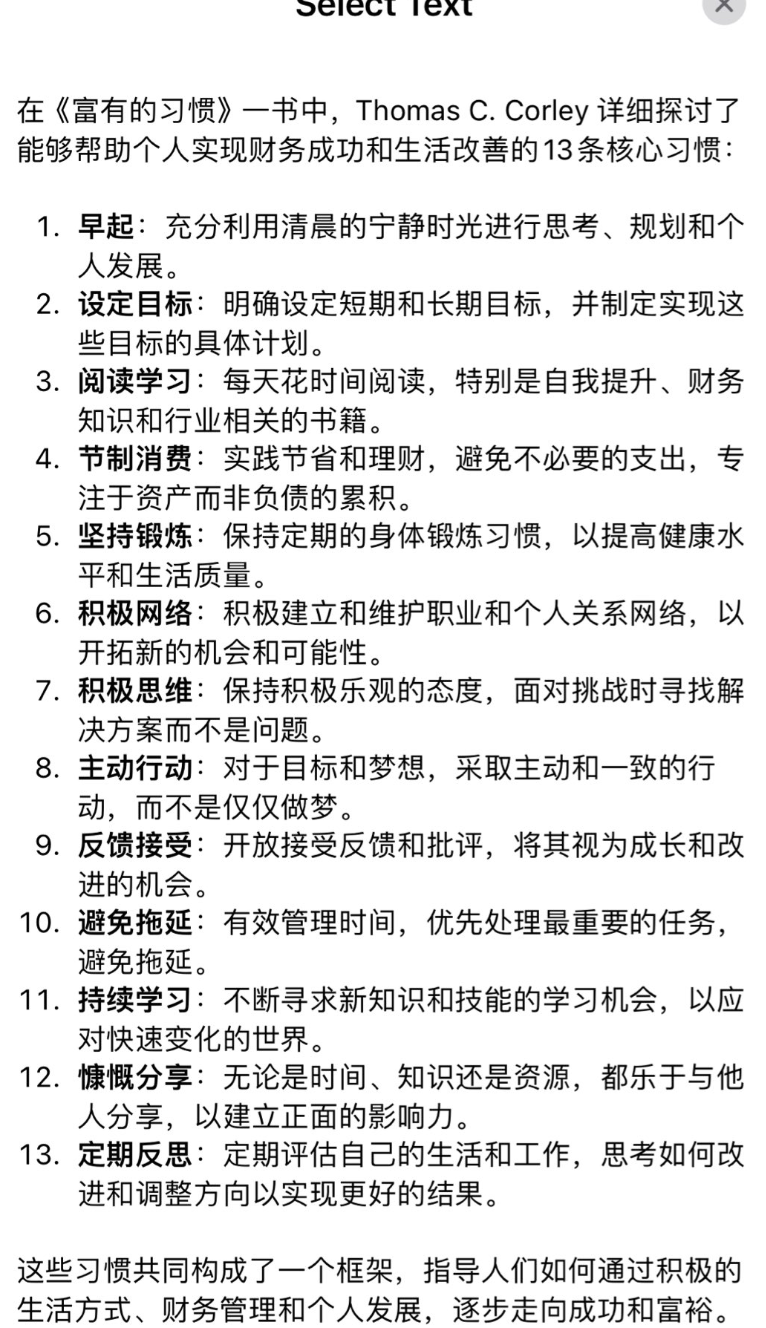 Select Text
在《富有的习惯》一书中，Thomas C. Corley 详细探讨了
能够帮助个人实现财务成功和生活改善的13条核心习惯：
1. 早起：充分利用清晨的宁静时光进行思考、规划和个
人发展。
2. 设定目标：明确设定短期和长期目标，并制定实现这
些目标的具体计划。
3. 阅读学习：每天花时间阅读，特别是自我提升、财务
知识和行业相关的书籍。
4. 节制消费：实践节省和理财，避免不必要的支出，专
注于资产而非负债的累积。
5. 坚持锻炼：保持定期的身体锻炼习惯，以提高健康水
平和生活质量。
6. 积极网络：积极建立和维护职业和个人关系网络，以
开拓新的机会和可能性。
7. 积极思维：保持积极乐观的态度，面对挑战时寻找解
决方案而不是问题。
8. 主动行动：对于目标和梦想，采取主动和一致的行
动，而不是仅仅做梦。
9. 反馈接受：开放接受反馈和批评，将其视为成长和改
进的机会。
10. 避免拖延：有效管理时间，优先处理最重要的任务，
避免拖延。
11. 持续学习：不断寻求新知识和技能的学习机会，以应
对快速变化的世界。
12. 慷慨分享：无论是时间、知识还是资源，都乐于与他
人分享，以建立正面的影响力。
13. 定期反思：定期评估自己的生活和工作，思考如何改
进和调整方向以实现更好的结果。
这些习惯共同构成了一个框架，指导人们如何通过积极的
生活方式、财务管理和个人发展，逐步走向成功和富裕。